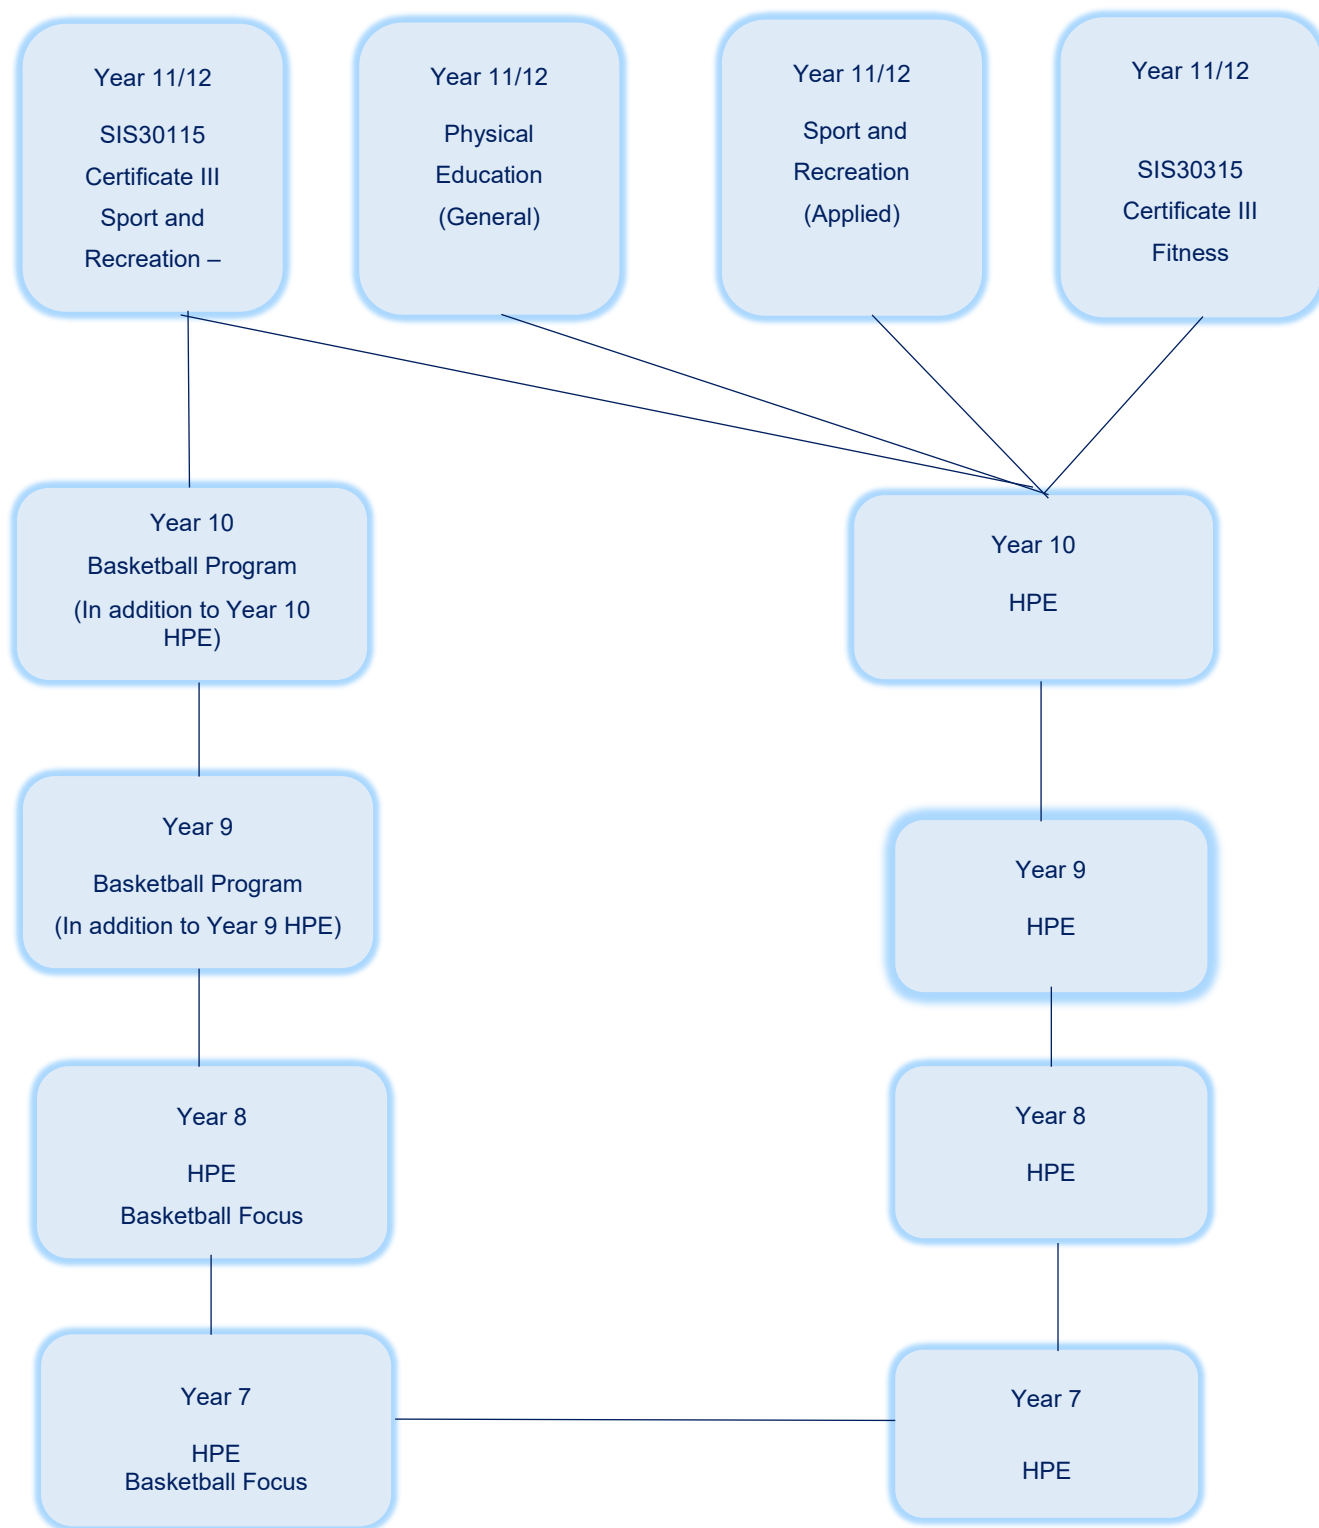 Year 11/12
SIS30115
Certificate III
Sport and
Recreation –
Year 11/12
Physical
Education
(General)
Year 11/12
Sport and
Recreation
(Applied)
Year 11/12
SIS30315
Certificate III
Fitness
Year 10
Basketball Program
(In addition to Year 10
HPE)
Year 10
HPE
Year 9
Basketball Program
(In addition to Year 9 HPE)
Year 9
HPE
Year 8
HPE
Basketball Focus
Year 8
HPE
Year 7
HPE
Basketball Focus
Year 7
HPE